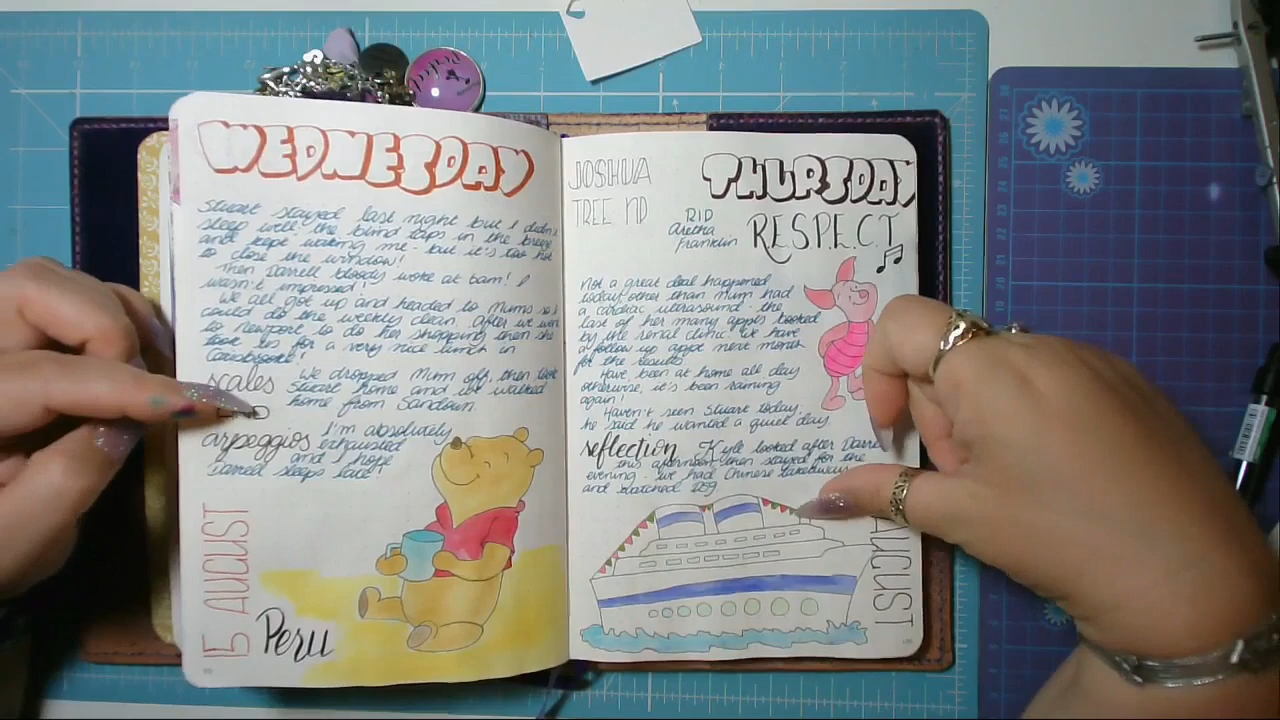 WEDNESDAY
Stuart stayed last night but I didn't
sleep well the blind taps in the breeze
and kept waking me - but it's too hot
to close the window!
Then Darrell bloody woke at 6am! I
wasn't impressed!
We all got up and headed to Mums so I
could do the weekly clean. After we went
to Newport to do her shopping then she
took us for a very nice lunch in
Carisbrooke!
scales
We dropped Mum off then took
Stuart home and we walked
home from Sandown.
arpeggios
I'm absolutely
exhausted
and I hope
Darrell sleeps late!
15 AUGUST
Peru
JOSHUA
TREE NP
THURSDAY
RIP
Aretha
Franklin
R.E.S.P.E.C.T
Not a great deal happened
today other than Mum had
a cardiac ultrasound - the
last of her many appts booked
by the renal clinic. We have
a follow up appt next month
for the results.
Have been at home all day
otherwise, it's been raining
again!
Haven't seen Stuart today,
he said he wanted a quiet day.
reflection
Kyle looked after Darrell
this afternoon then stayed for the
evening - we had Chinese takeaway
and watched
AUGUST